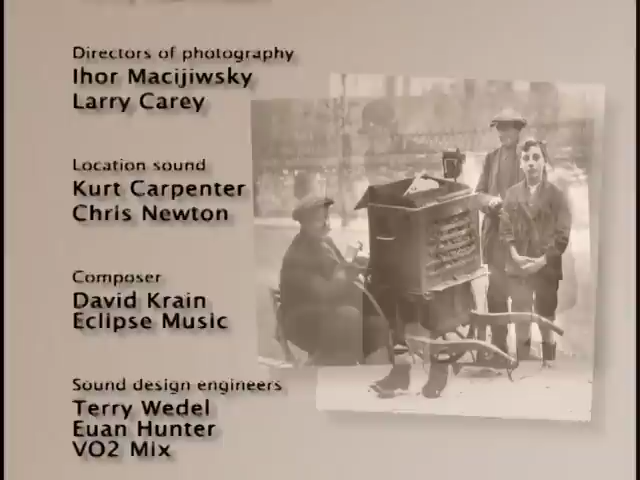 Directors of photography
Ihor Macijiwsky
Larry Carey
Location sound
Kurt Carpenter
Chris Newton
Composer
David Krain
Eclipse Music
Sound design engineers
Terry Wedel
Euan Hunter
VO2 Mix